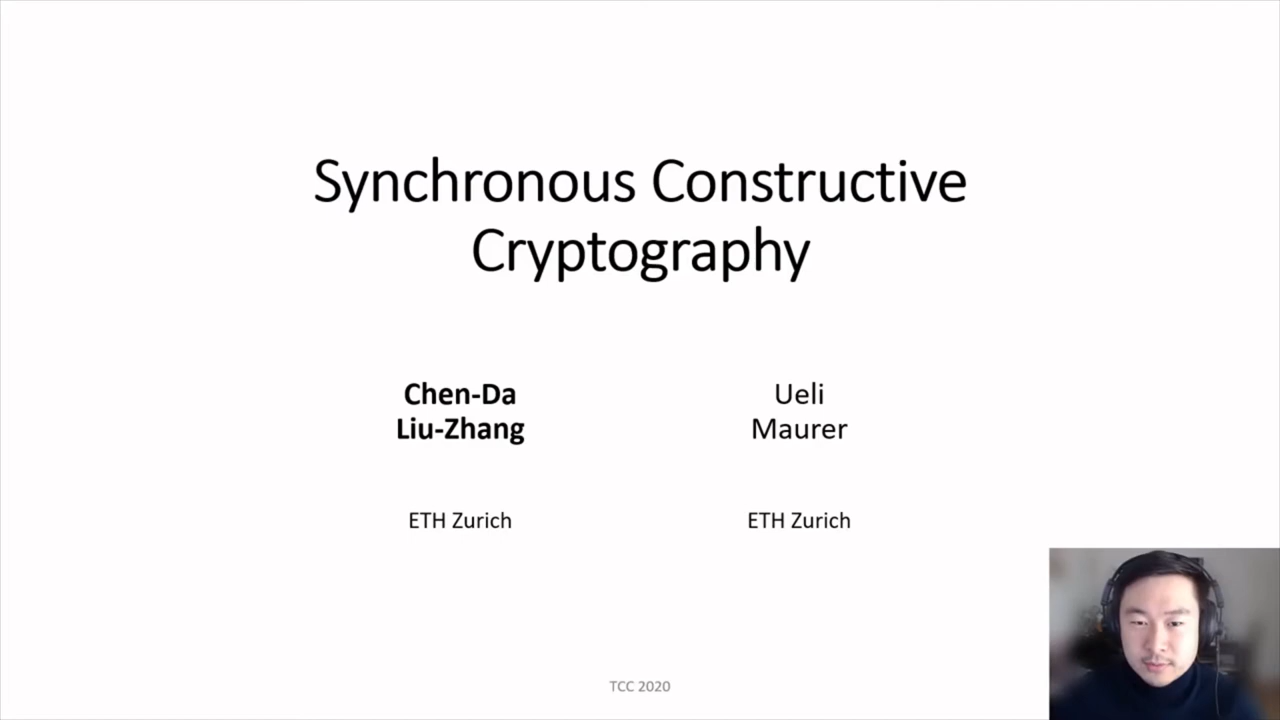 Synchronous Constructive
Cryptography
Chen-Da
Liu-Zhang
Ueli
Maurer
ETH Zurich
ETH Zurich
TCC 2020